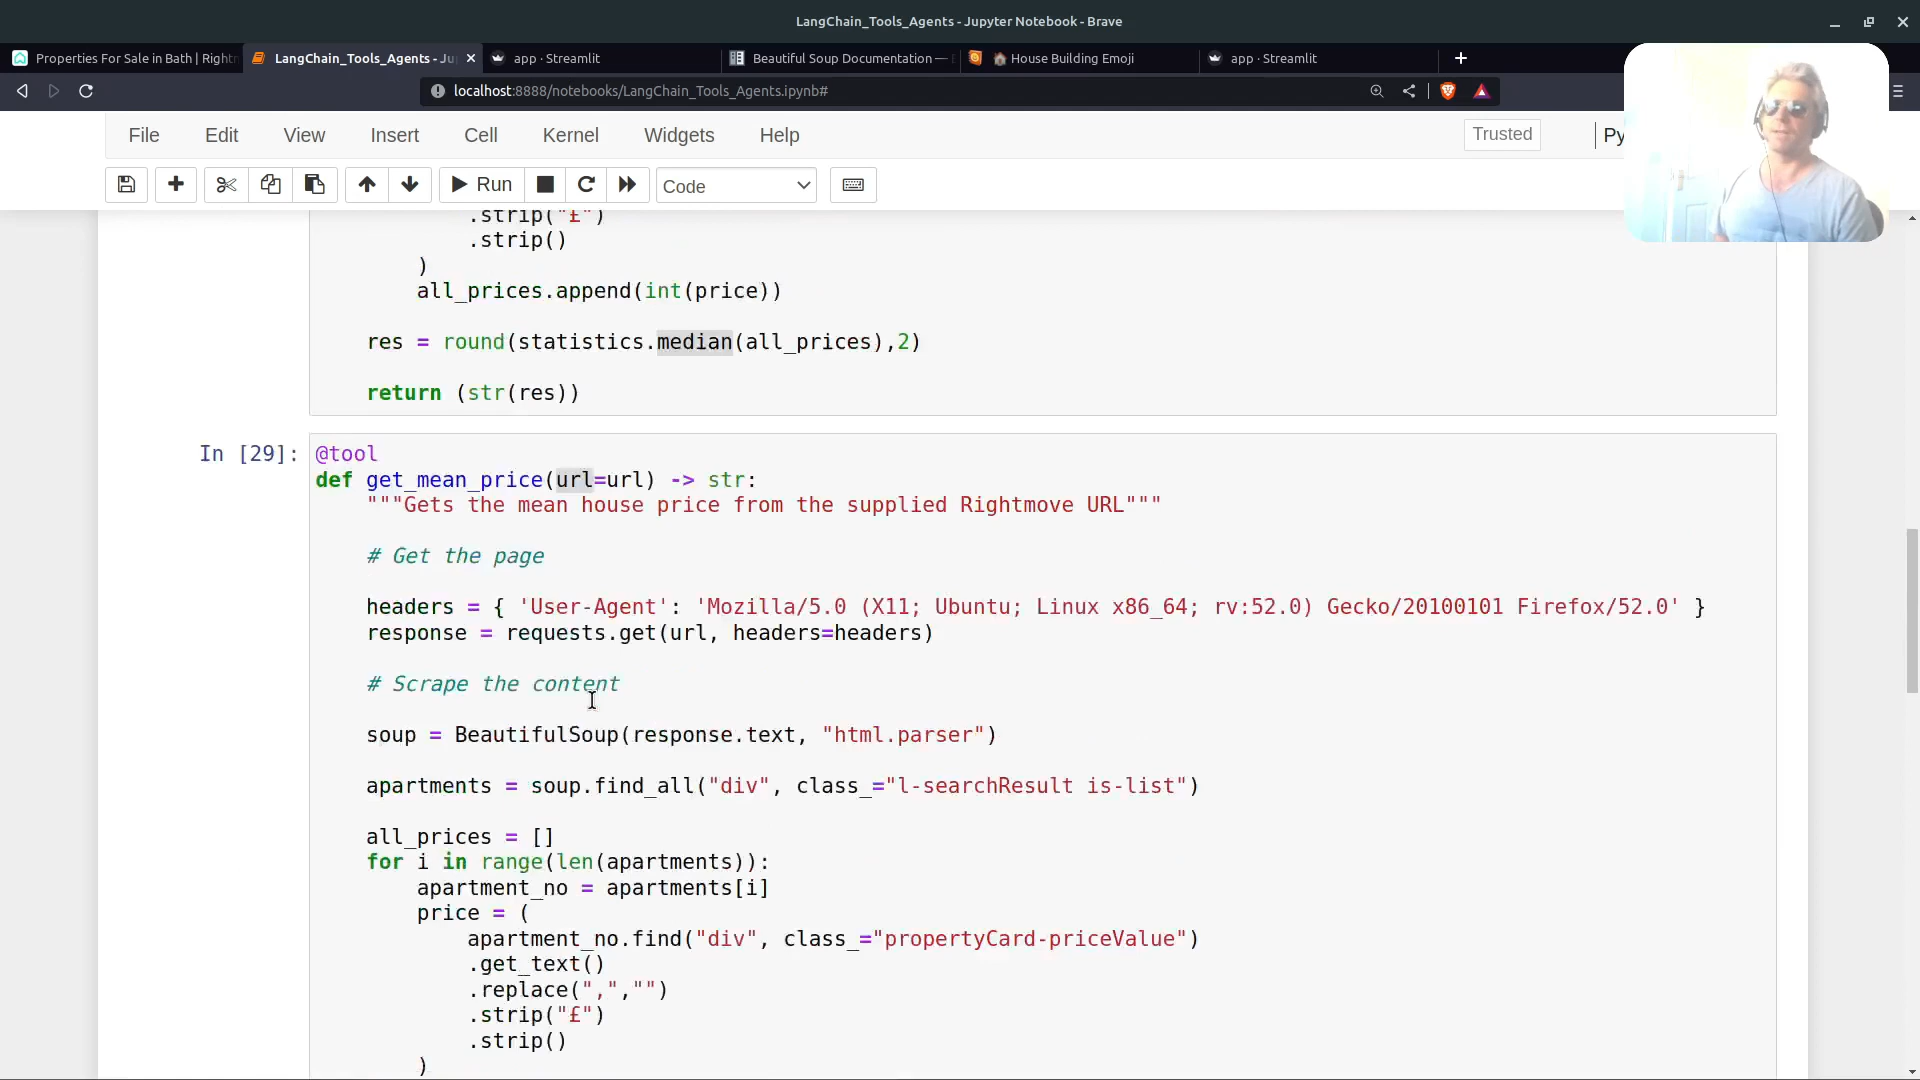 LangChain_Tools_Agents - Jupyter Notebook - Brave
Properties For Sale in Bath | Rightm
LangChain_Tools_Agents - Ju
app · Streamlit
Beautiful Soup Documentation —
House Building Emoji
app · Streamlit
localhost:8888/notebooks/LangChain_Tools_Agents.ipynb#
File Edit View Insert Cell Kernel Widgets Help
Trusted
Py
Run
Code
.strip("£")
.strip()
)
all_prices.append(int(price))
res = round(statistics.median(all_prices),2)
return (str(res))
In [29]:
@tool
def get_mean_price(url=url) -> str:
"""Gets the mean house price from the supplied Rightmove URL"""
# Get the page
headers = { 'User-Agent': 'Mozilla/5.0 (X11; Ubuntu; Linux x86_64; rv:52.0) Gecko/20100101 Firefox/52.0' }
response = requests.get(url, headers=headers)
# Scrape the content
soup = BeautifulSoup(response.text, "html.parser")
apartments = soup.find_all("div", class_="l-searchResult is-list")
all_prices = []
for i in range(len(apartments)):
apartment_no = apartments[i]
price = (
apartment_no.find("div", class_="propertyCard-priceValue")
.get_text()
.replace(",","")
.strip("£")
.strip()
)